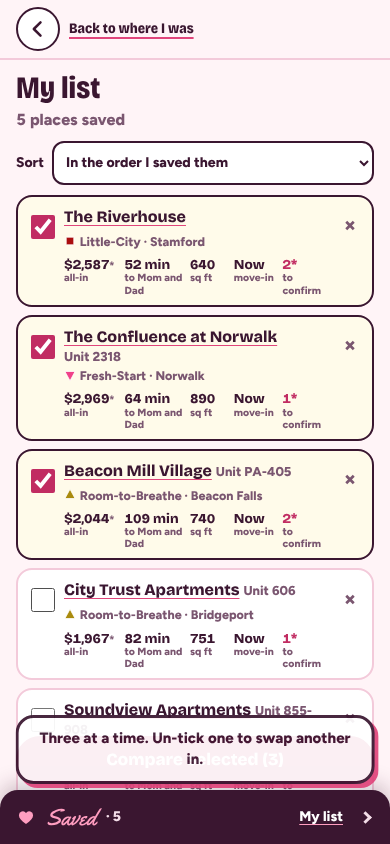 Back to where I was
My list
5 places saved
Sort In the order I saved them
The Riverhouse
Little-City · Stamford
$2,587* 52 min 640 Now 2*
all-in to Mom and sq ft move-in to
Dad confirm
The Confluence at Norwalk
Unit 2318
Fresh-Start · Norwalk
$2,969* 64 min 890 Now 1*
all-in to Mom and sq ft move-in to
Dad confirm
Beacon Mill Village Unit PA-405
Room-to-Breathe · Beacon Falls
$2,044* 109 min 740 Now 2*
all-in to Mom and sq ft move-in to
Dad confirm
City Trust Apartments Unit 606
Room-to-Breathe · Bridgeport
$1,967* 82 min 751 Now 1*
all-in to Mom and sq ft move-in to
Dad confirm
Soundview Apartments Unit 855-
Three at a time. Un-tick one to swap another
in.
Compare selected (3)
Saved · 5 My list